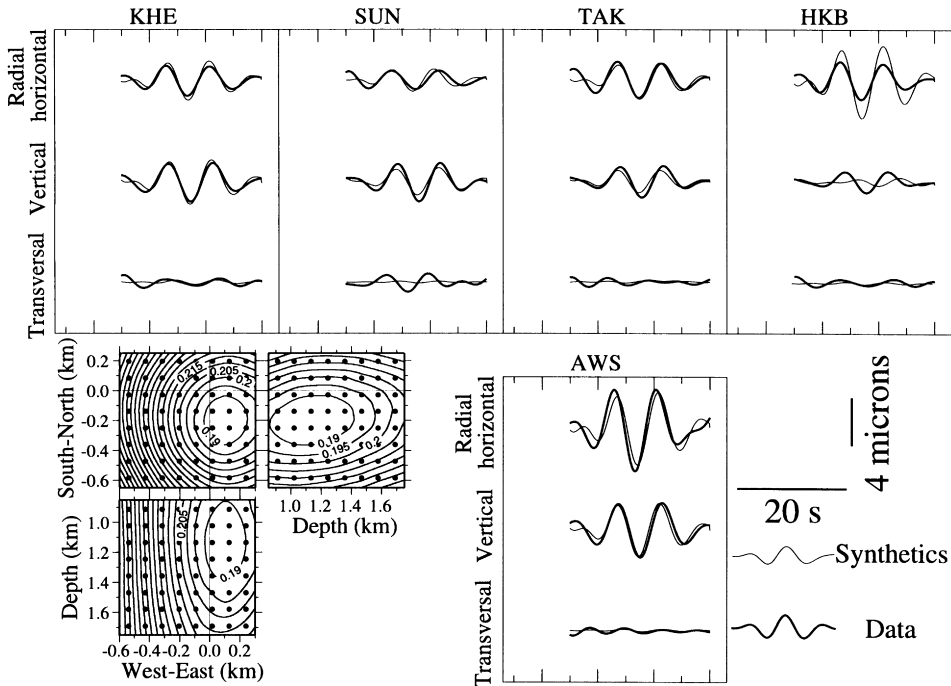 KHE SUN TAK HKB
Radial
horizontal
Vertical
Transversal
South-North (km)
0.2
0.0
-0.2
-0.4
-0.6
0.215
0.205
0.2
0.19
0.19
0.195
0.2
1.0 1.2 1.4 1.6
Depth (km)
Depth (km)
1.0
1.2
1.4
1.6
0.205
0.19
-0.6 -0.4 -0.2 0.0 0.2
West-East (km)
AWS
Radial
horizontal
Vertical
Transversal
4 microns
20 s
Synthetics
Data